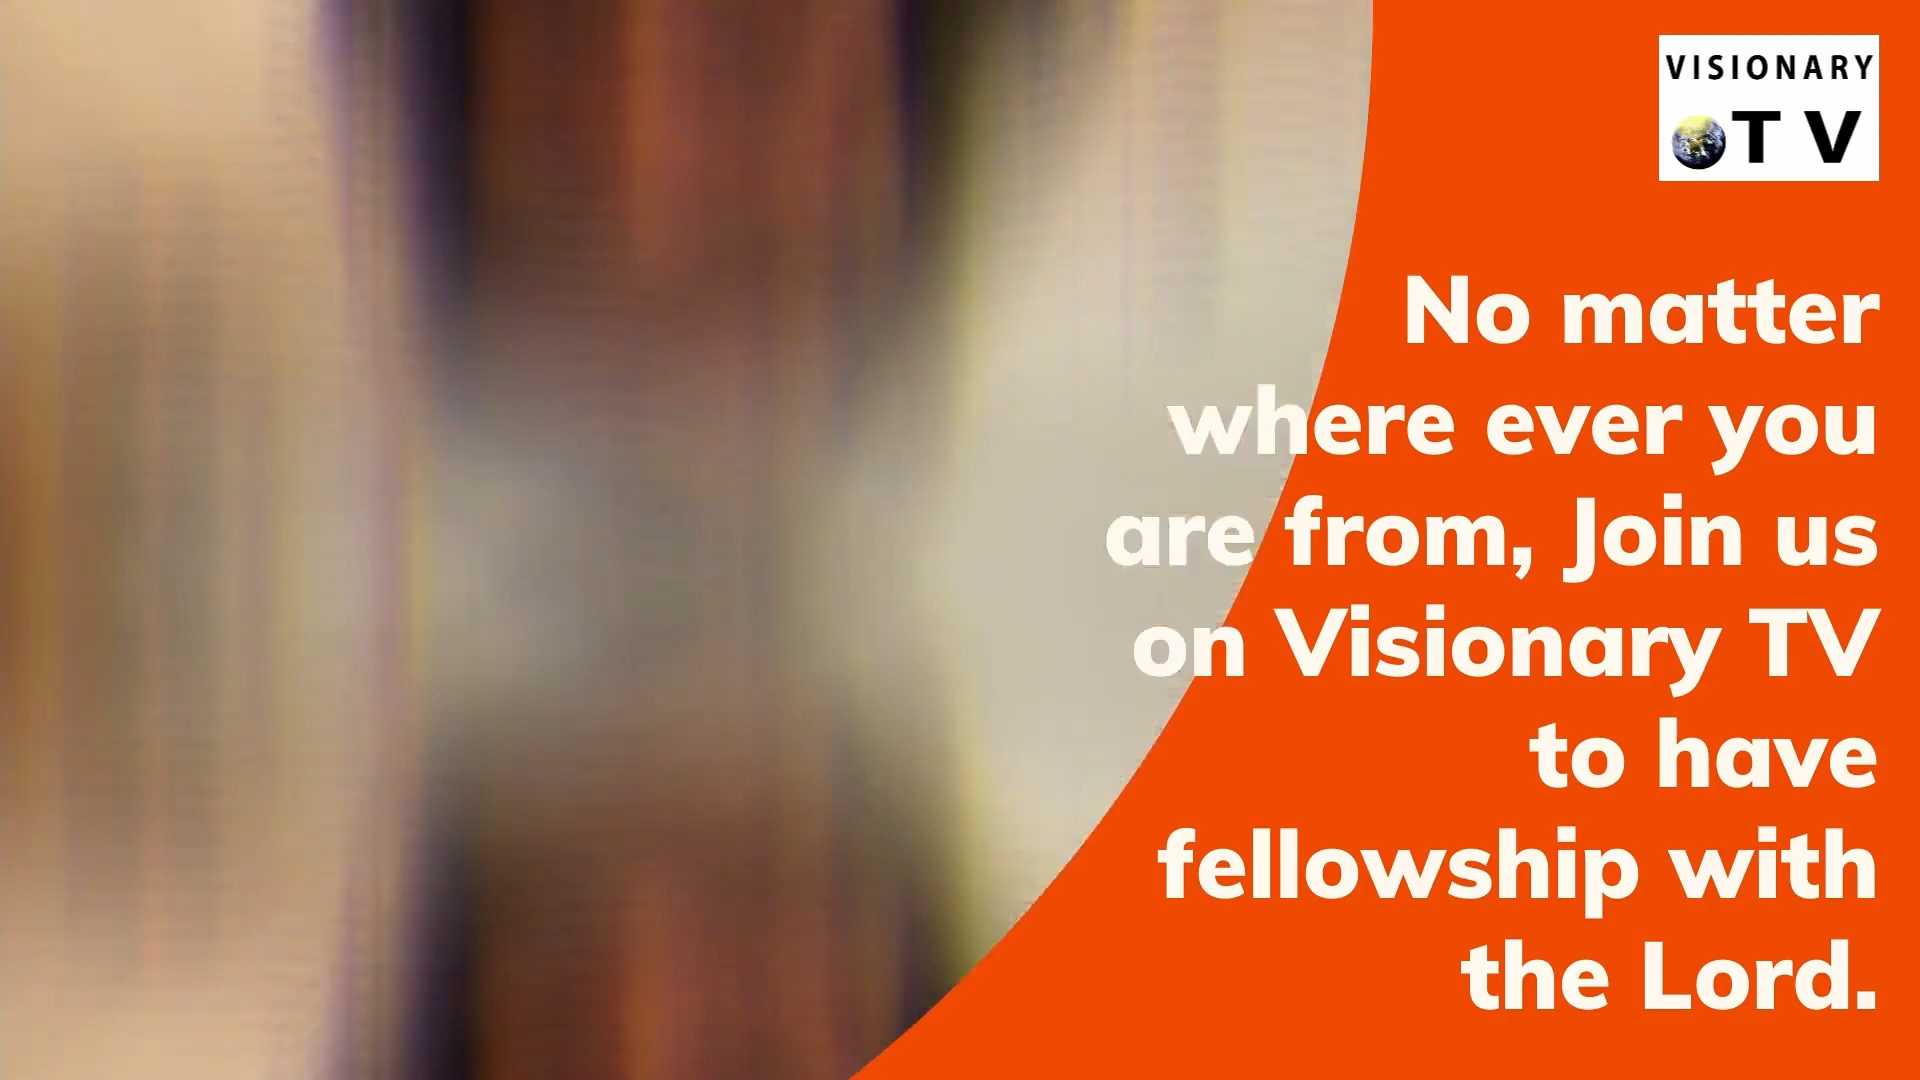 VISIONARY
TV
No matter
where ever you
are from, Join us
on Visionary TV
to have
fellowship with
the Lord.